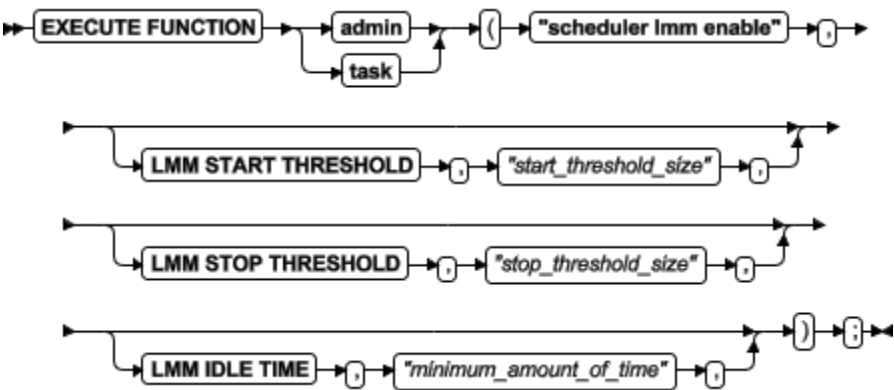 EXECUTE FUNCTION admin ( "scheduler lmm enable" ,
task
LMM START THRESHOLD , "start_threshold_size" ,
LMM STOP THRESHOLD , "stop_threshold_size" ,
LMM IDLE TIME , "minimum_amount_of_time" , ) ;